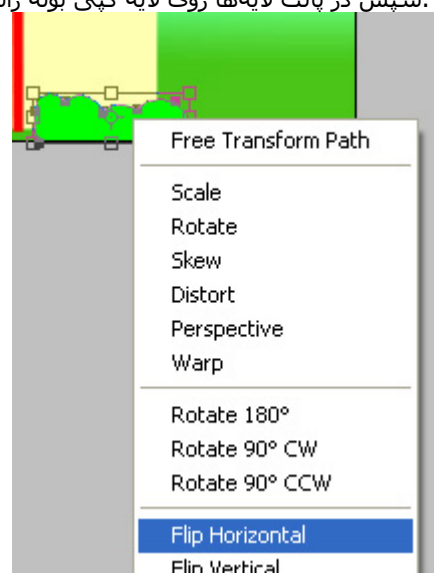 .سپس در پالت لایه‌ها روی لایه کپی بوته
Free Transform Path
Scale
Rotate
Skew
Distort
Perspective
Warp
Rotate 180°
Rotate 90° CW
Rotate 90° CCW
Flip Horizontal
Flip Vertical